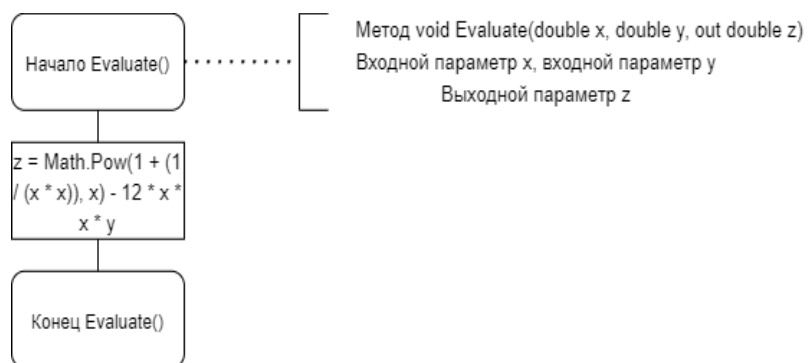 Начало Evaluate()
Метод void Evaluate(double x, double y, out double z)
Входной параметр x, входной параметр y
Выходной параметр z
z = Math.Pow(1 + (1
/ (x * x)), x) - 12 * x *
x * y
Конец Evaluate()